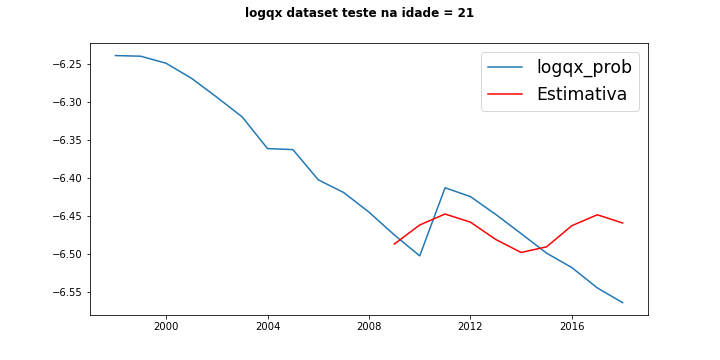 logqx dataset teste na idade = 21
logqx_prob
Estimativa
−6.25
−6.30
−6.35
−6.40
−6.45
−6.50
−6.55
2000 2004 2008 2012 2016